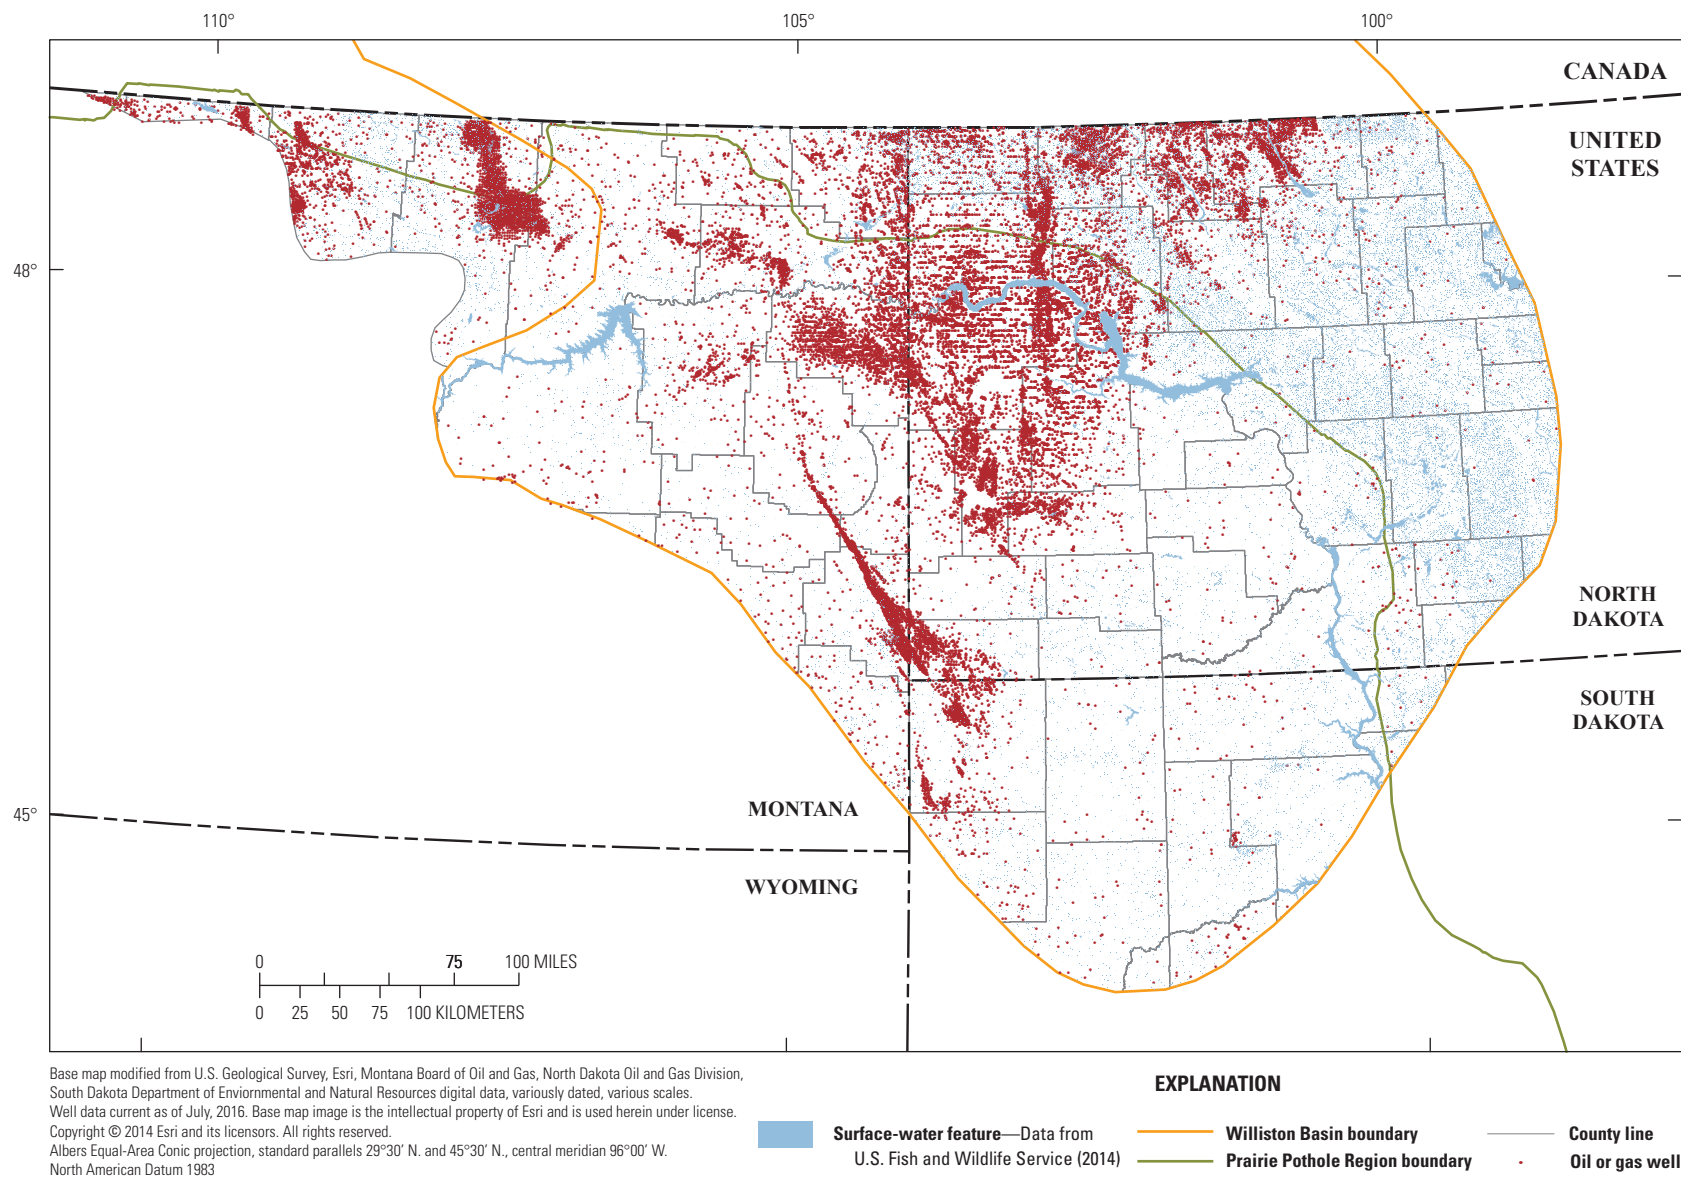 110°
105°
100°
CANADA
UNITED
STATES
48°
NORTH
DAKOTA
SOUTH
DAKOTA
MONTANA
45°
WYOMING
0
75
100 MILES
0
25
50
75
100 KILOMETERS
Base map modified from U.S. Geological Survey, Esri, Montana Board of Oil and Gas, North Dakota Oil and Gas Division,
South Dakota Department of Enviornmental and Natural Resources digital data, variously dated, various scales.
Well data current as of July, 2016. Base map image is the intellectual property of Esri and is used herein under license.
Copyright © 2014 Esri and its licensors. All rights reserved.
Albers Equal-Area Conic projection, standard parallels 29°30′ N. and 45°30′ N., central meridian 96°00′ W.
North American Datum 1983
EXPLANATION
Surface-water feature—Data from
U.S. Fish and Wildlife Service (2014)
Williston Basin boundary
Prairie Pothole Region boundary
County line
Oil or gas well